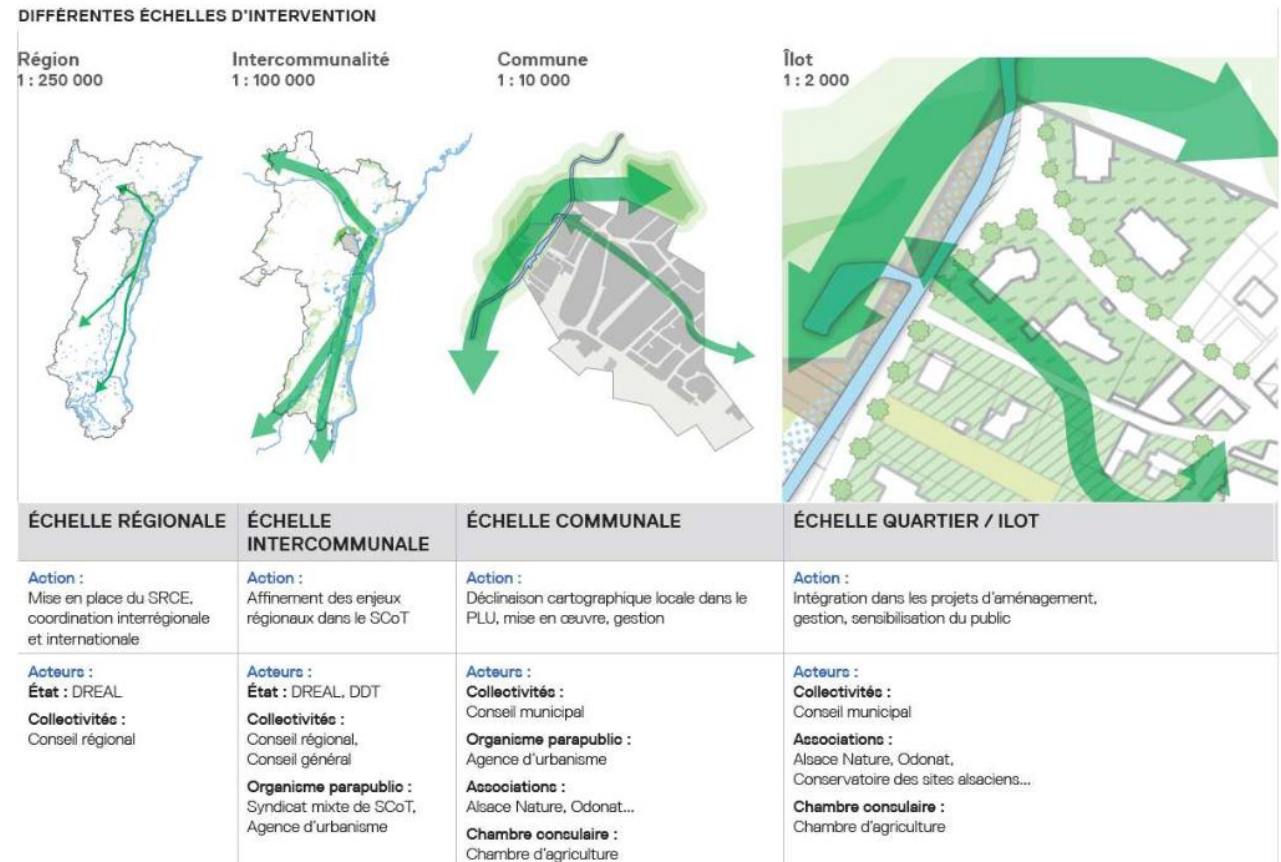 DIFFÉRENTES ÉCHELLES D'INTERVENTION
Région
1 : 250 000
Intercommunalité
1 : 100 000
Commune
1 : 10 000
Îlot
1 : 2 000
ÉCHELLE RÉGIONALE
Action :
Mise en place du SRCE,
coordination interrégionale
et internationale
Acteurs :
État : DREAL
Collectivités :
Conseil régional
ÉCHELLE
INTERCOMMUNALE
Action :
Affinement des enjeux
régionaux dans le SCoT
Acteurs :
État : DREAL, DDT
Collectivités :
Conseil régional,
Conseil général
Organisme parapublic :
Syndicat mixte de SCoT,
Agence d'urbanisme
ÉCHELLE COMMUNALE
Action :
Déclinaison cartographique locale dans le
PLU, mise en œuvre, gestion
Acteurs :
Collectivités :
Conseil municipal
Organisme parapublic :
Agence d'urbanisme
Associations :
Alsace Nature, Odonat...
Chambre consulaire :
Chambre d'agriculture
ÉCHELLE QUARTIER / ILOT
Action :
Intégration dans les projets d'aménagement,
gestion, sensibilisation du public
Acteurs :
Collectivités :
Conseil municipal
Associations :
Alsace Nature, Odonat,
Conservatoire des sites alsaciens...
Chambre consulaire :
Chambre d'agriculture